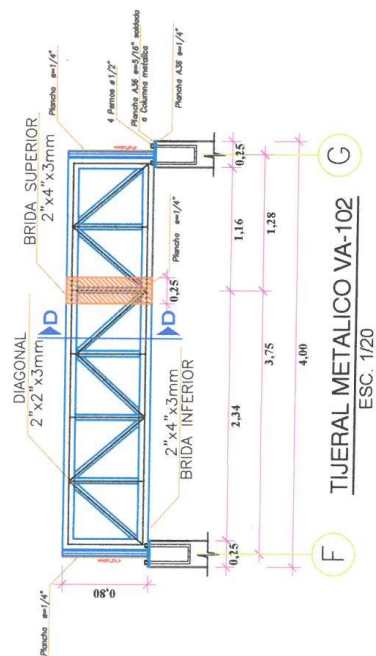 BRIDA SUPERIOR
2"x4"x3mm
DIAGONAL
2"x2"x3mm
Plancha e=1/4"
Plancha e=1/4"
4 Pernos ø 1/2"
Plancha A36 e=5/16" soldada
a Columna metalica
Plancha A36 e=1/4"
D
D
Plancha e=1/4"
0,25
0,80
2"x4"x3mm
BRIDA INFERIOR
0,25
2,34
1,16
0,25
3,75
1,28
4,00
F
G
TIJERAL METALICO VA-102
ESC. 1/20